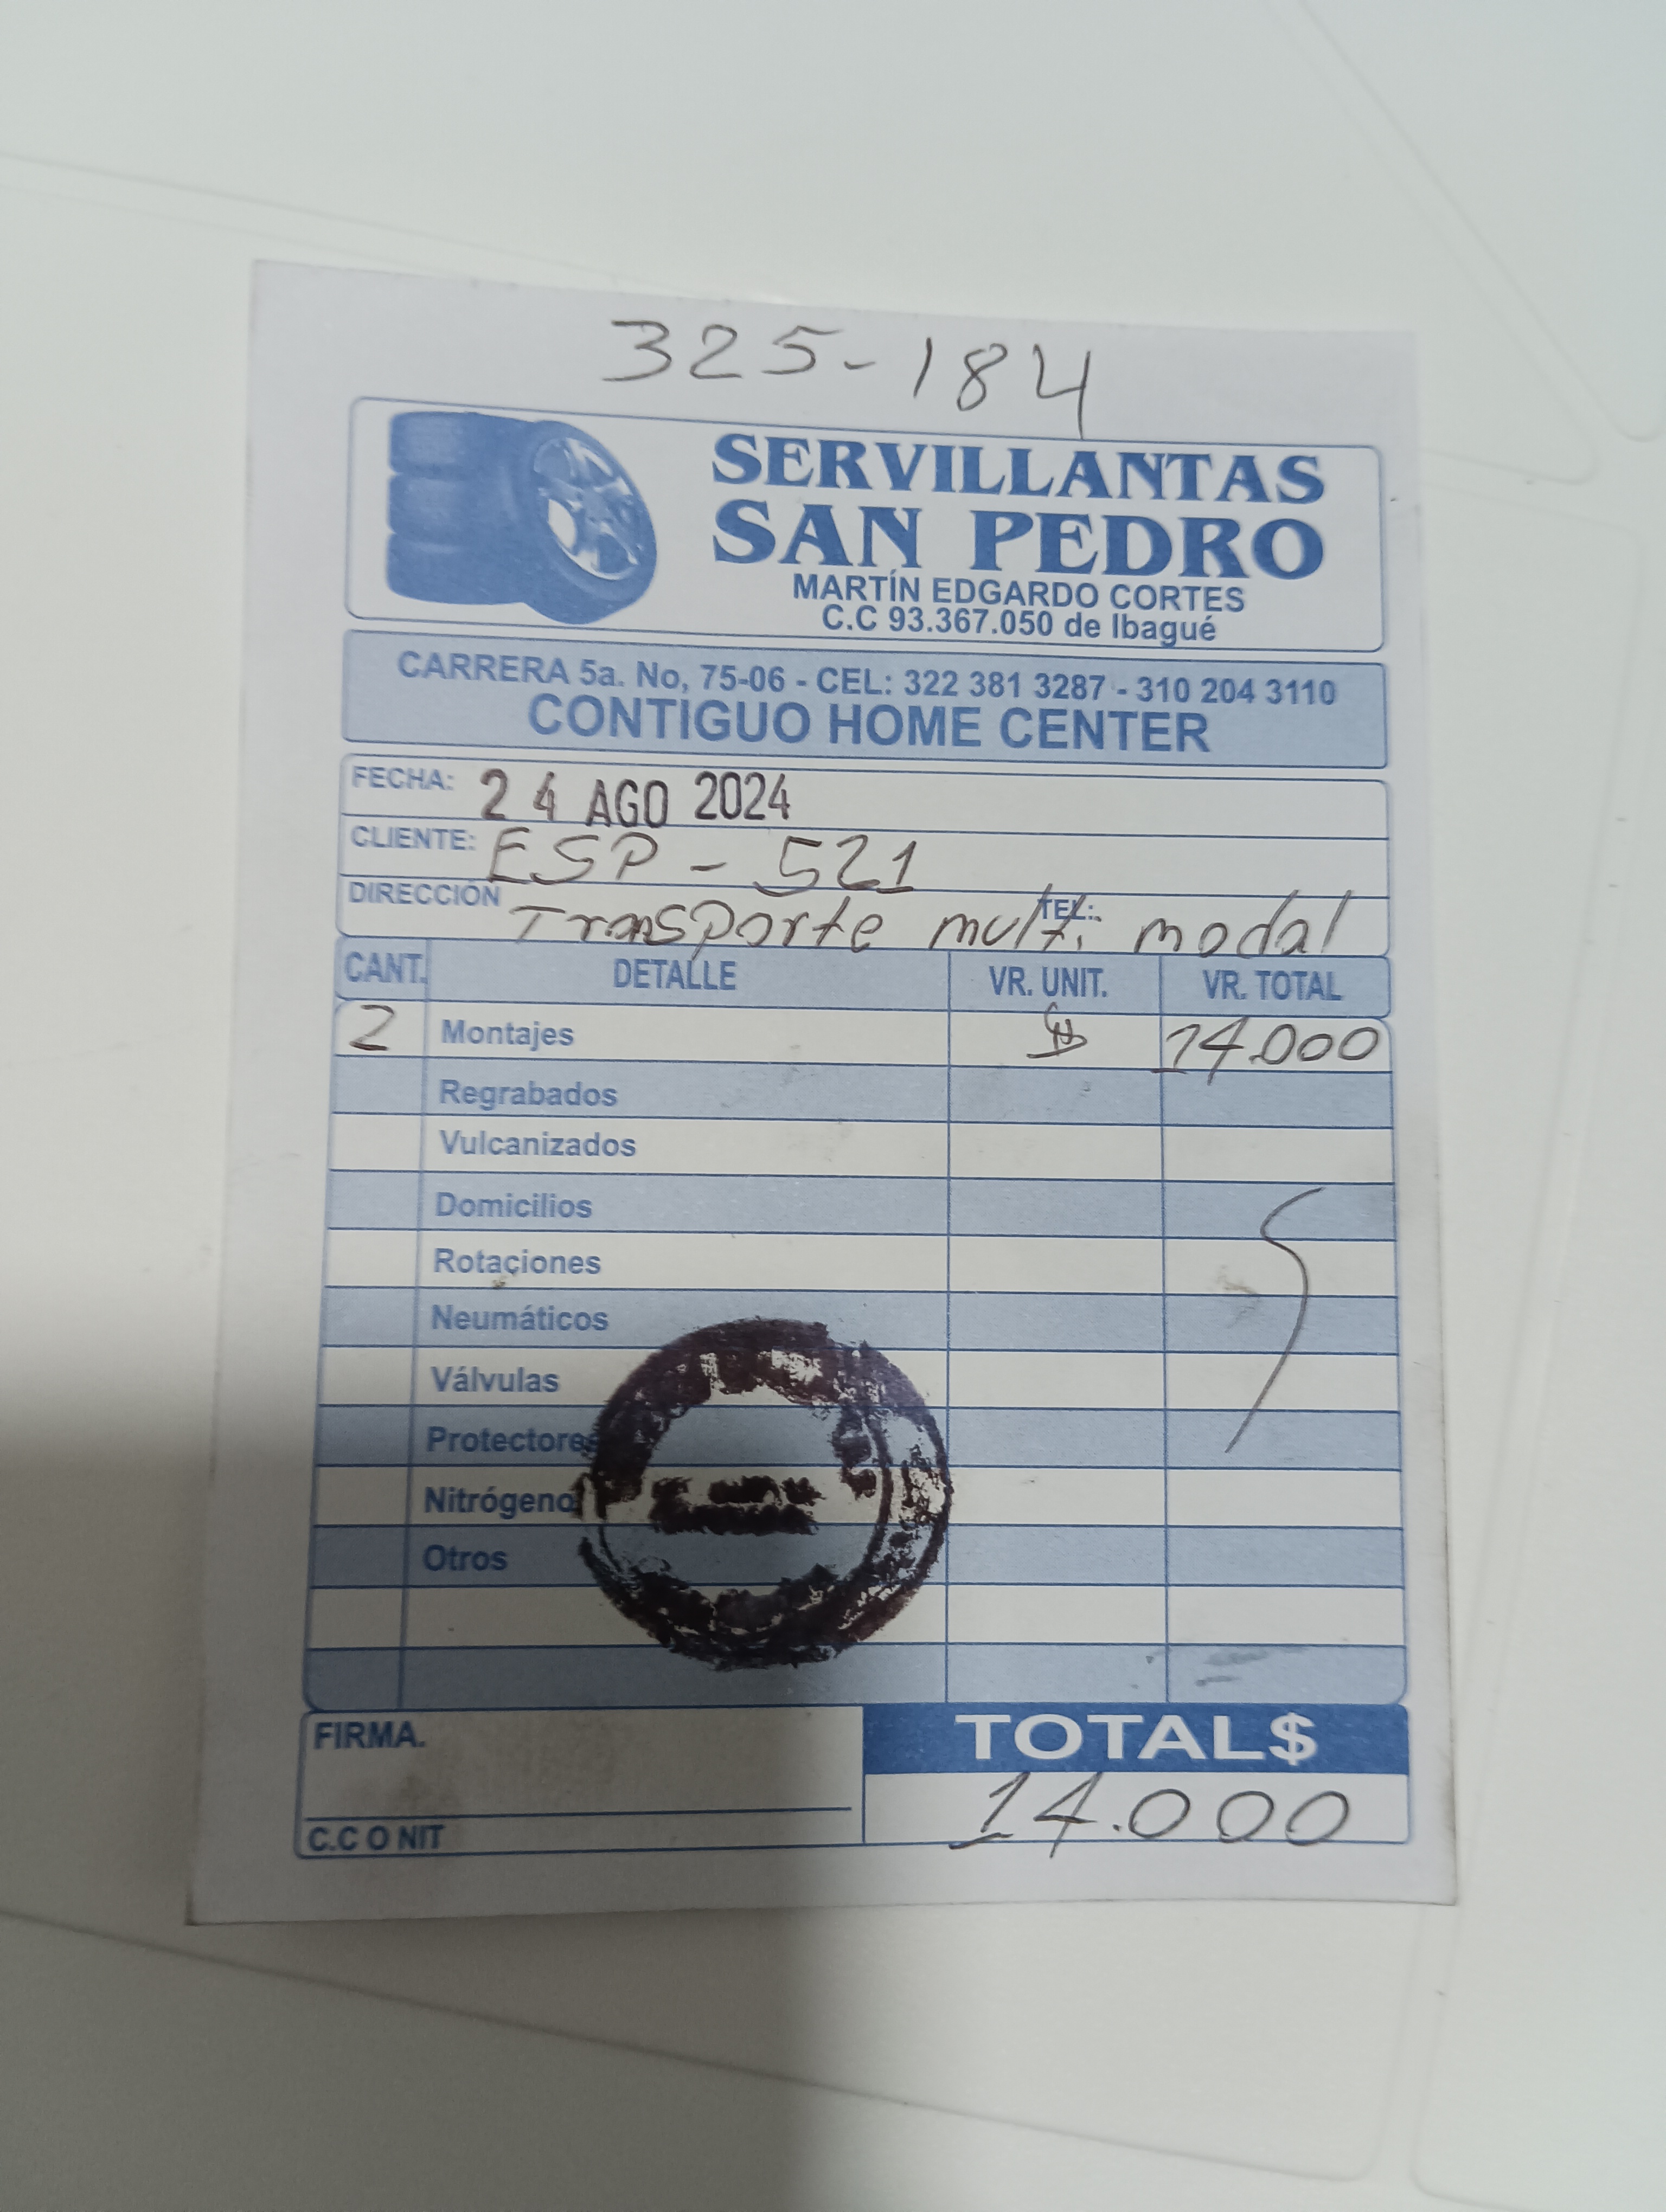 325-184
SERVILLANTAS
SAN PEDRO
MARTÍN EDGARDO CORTES
C.C 93.367.050 de Ibagué
CARRERA 5a. No, 75-06 - CEL: 322 381 3287 - 310 204 3110
CONTIGUO HOME CENTER
FECHA: 24 AGO 2024
CLIENTE: ESP - 521
DIRECCIÓN Transporte multi modal TEL:
CANT. DETALLE VR. UNIT. VR. TOTAL
2 Montajes $ 14.000
Regrabados
Vulcanizados
Domicilios
Rotaciones
Neumáticos
Válvulas
Protectores
Nitrógeno
Otros
FIRMA.
TOTAL$
14.000
C.C O NIT